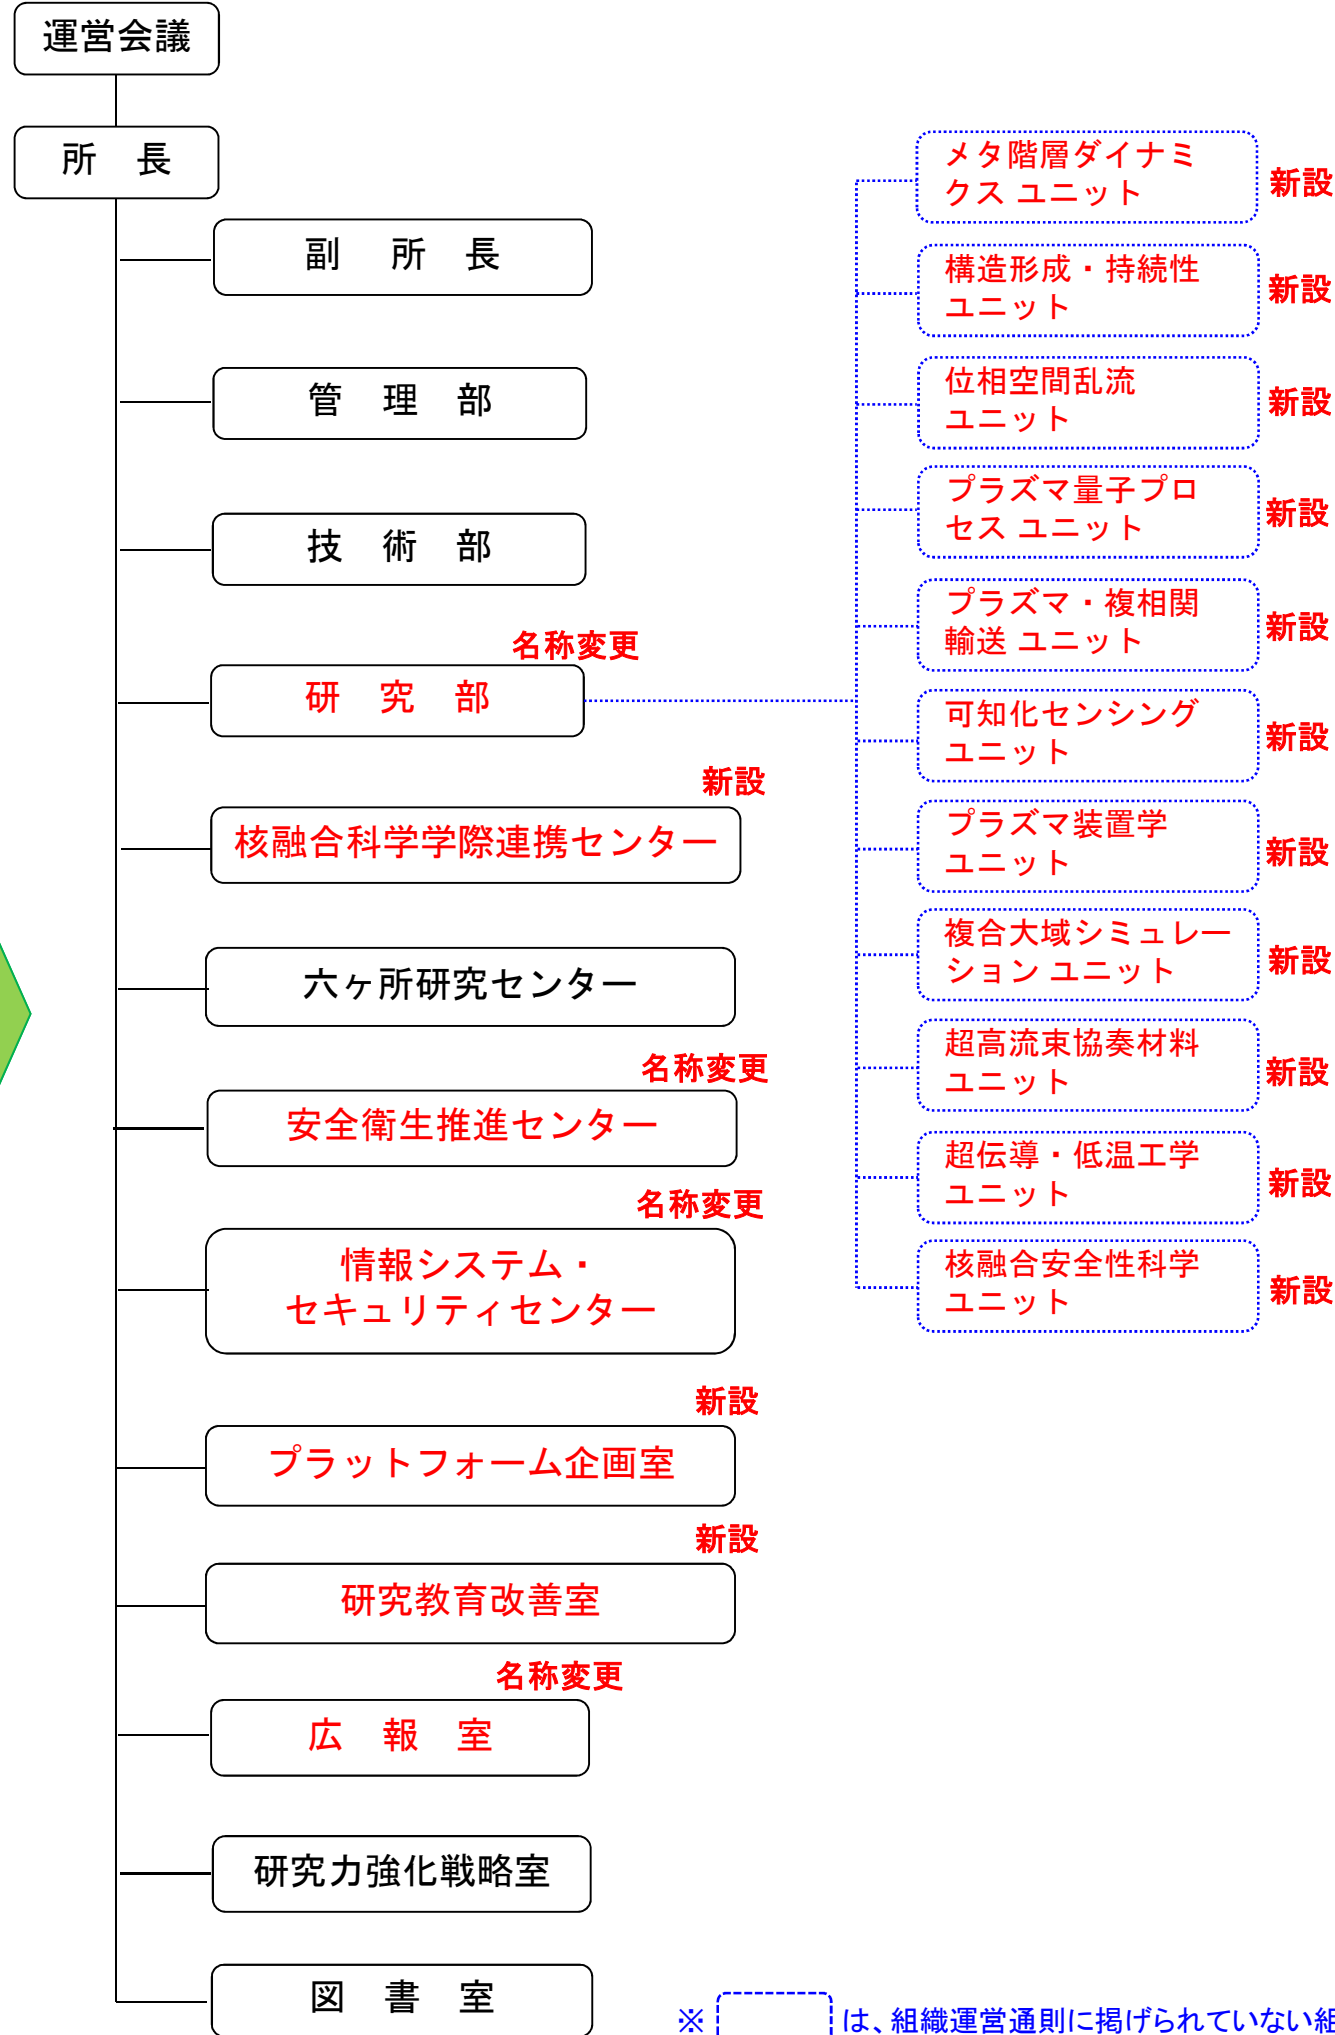 運営会議
所 長
副 所 長
管 理 部
技 術 部
名称変更
研 究 部
新設
核融合科学学際連携センター
六ヶ所研究センター
名称変更
安全衛生推進センター
名称変更
情報システム・
セキュリティセンター
新設
プラットフォーム企画室
新設
研究教育改善室
名称変更
広 報 室
研究力強化戦略室
図 書 室
メタ階層ダイナミ
クス ユニット
新設
構造形成・持続性
ユニット
新設
位相空間乱流
ユニット
新設
プラズマ量子プロ
セス ユニット
新設
プラズマ・複相関
輸送 ユニット
新設
可知化センシング
ユニット
新設
プラズマ装置学
ユニット
新設
複合大域シミュレー
ション ユニット
新設
超高流束協奏材料
ユニット
新設
超伝導・低温工学
ユニット
新設
核融合安全性科学
ユニット
新設
※ は、組織運営通則に掲げられていない組